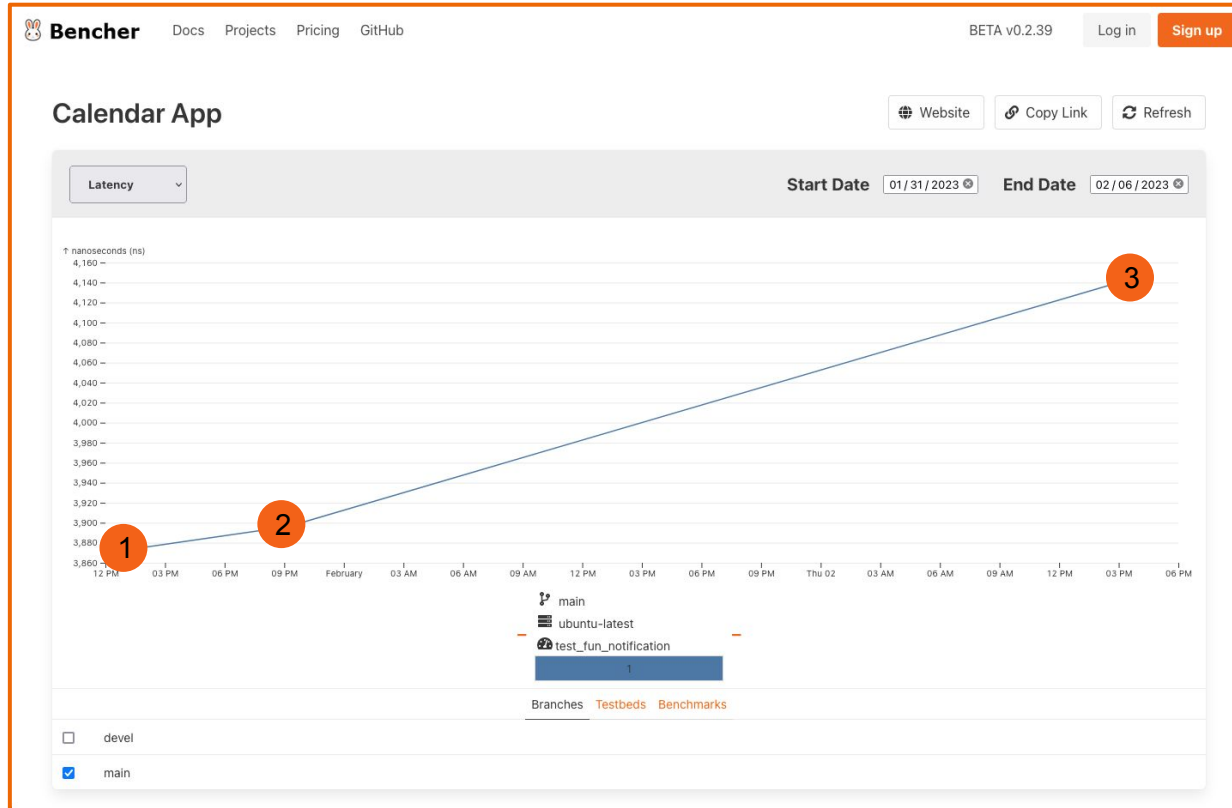 Bencher Docs Projects Pricing GitHub BETA v0.2.39 Log in Sign up
Calendar App Website Copy Link Refresh
Latency Start Date 01/31/2023 End Date 02/06/2023
↑ nanoseconds (ns)
4,160
4,140
3
4,120
4,100
4,080
4,060
4,040
4,020
4,000
3,980
3,960
3,940
3,920
3,900
2
3,880
1
3,860
12 PM 03 PM 06 PM 09 PM February 03 AM 06 AM 09 AM 12 PM 03 PM 06 PM 09 PM Thu 02 03 AM 06 AM 09 AM 12 PM 03 PM 06 PM
main
ubuntu-latest
test_fun_notification
1
Branches Testbeds Benchmarks
devel
main